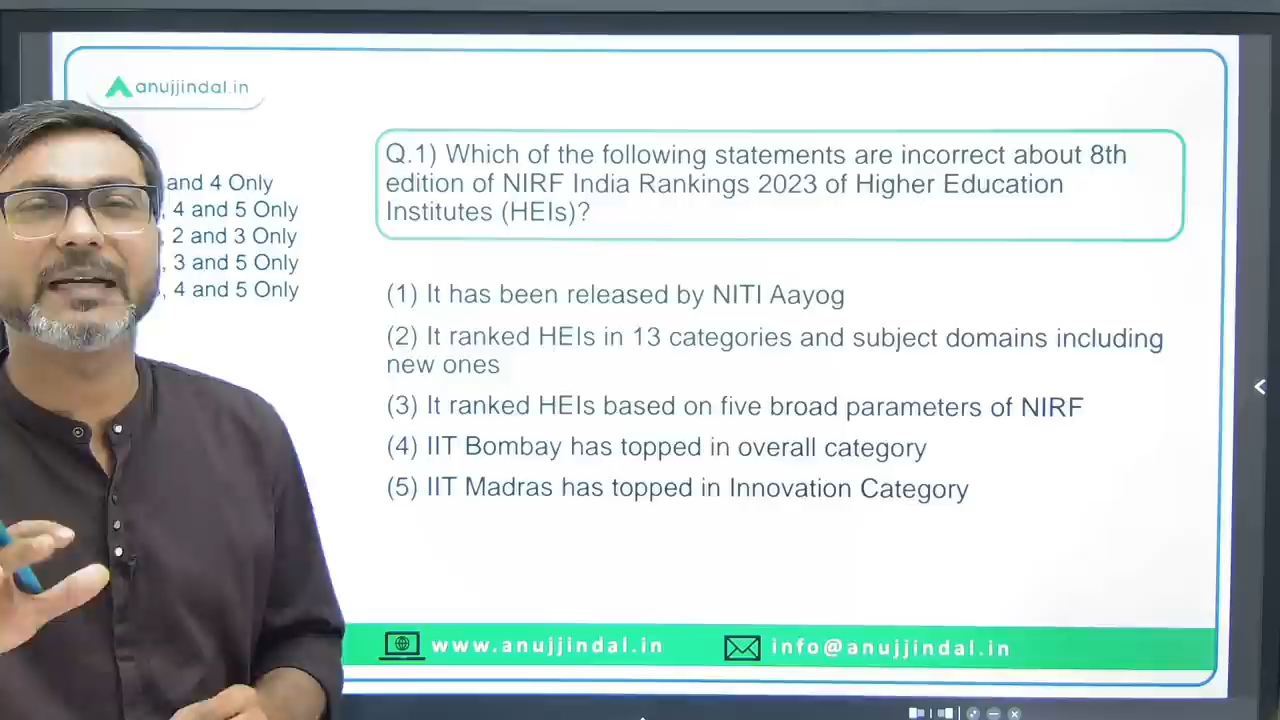 anujjindal.in
and 4 Only
, 4 and 5 Only
, 2 and 3 Only
, 3 and 5 Only
, 4 and 5 Only
Q.1) Which of the following statements are incorrect about 8th
edition of NIRF India Rankings 2023 of Higher Education
Institutes (HEIs)?
(1) It has been released by NITI Aayog
(2) It ranked HEIs in 13 categories and subject domains including
new ones
(3) It ranked HEIs based on five broad parameters of NIRF
(4) IIT Bombay has topped in overall category
(5) IIT Madras has topped in Innovation Category
www.anujjindal.in
info@anujjindal.in